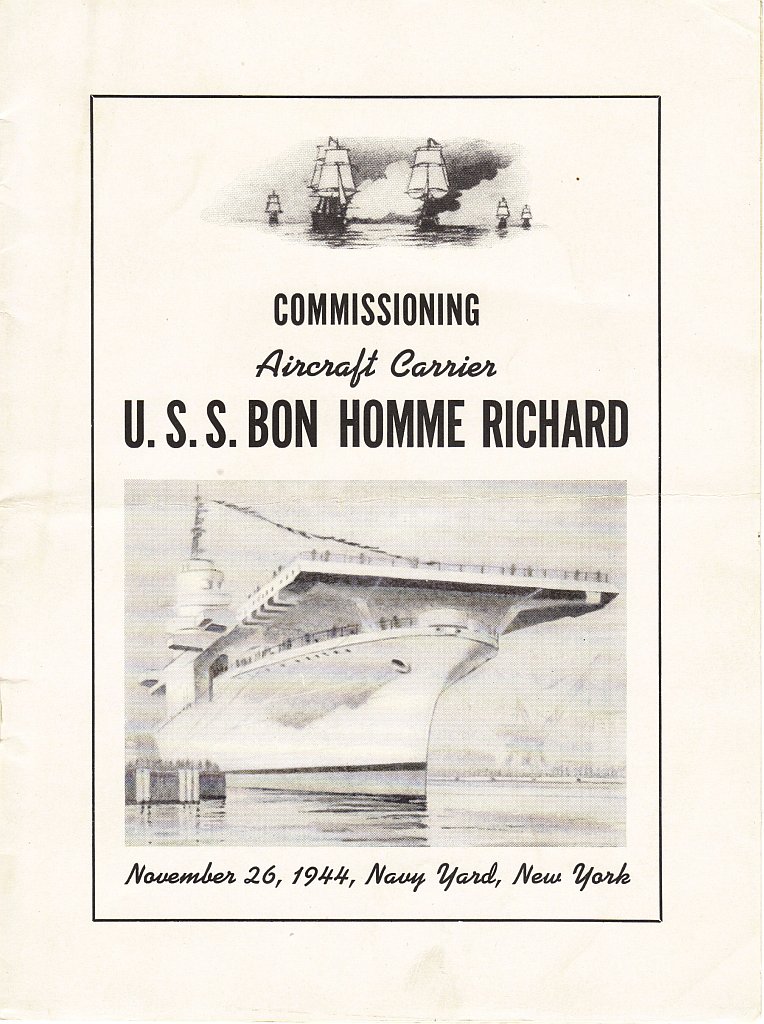 COMMISSIONING
Aircraft Carrier
U. S. S. BON HOMME RICHARD
November 26, 1944, Navy Yard, New York